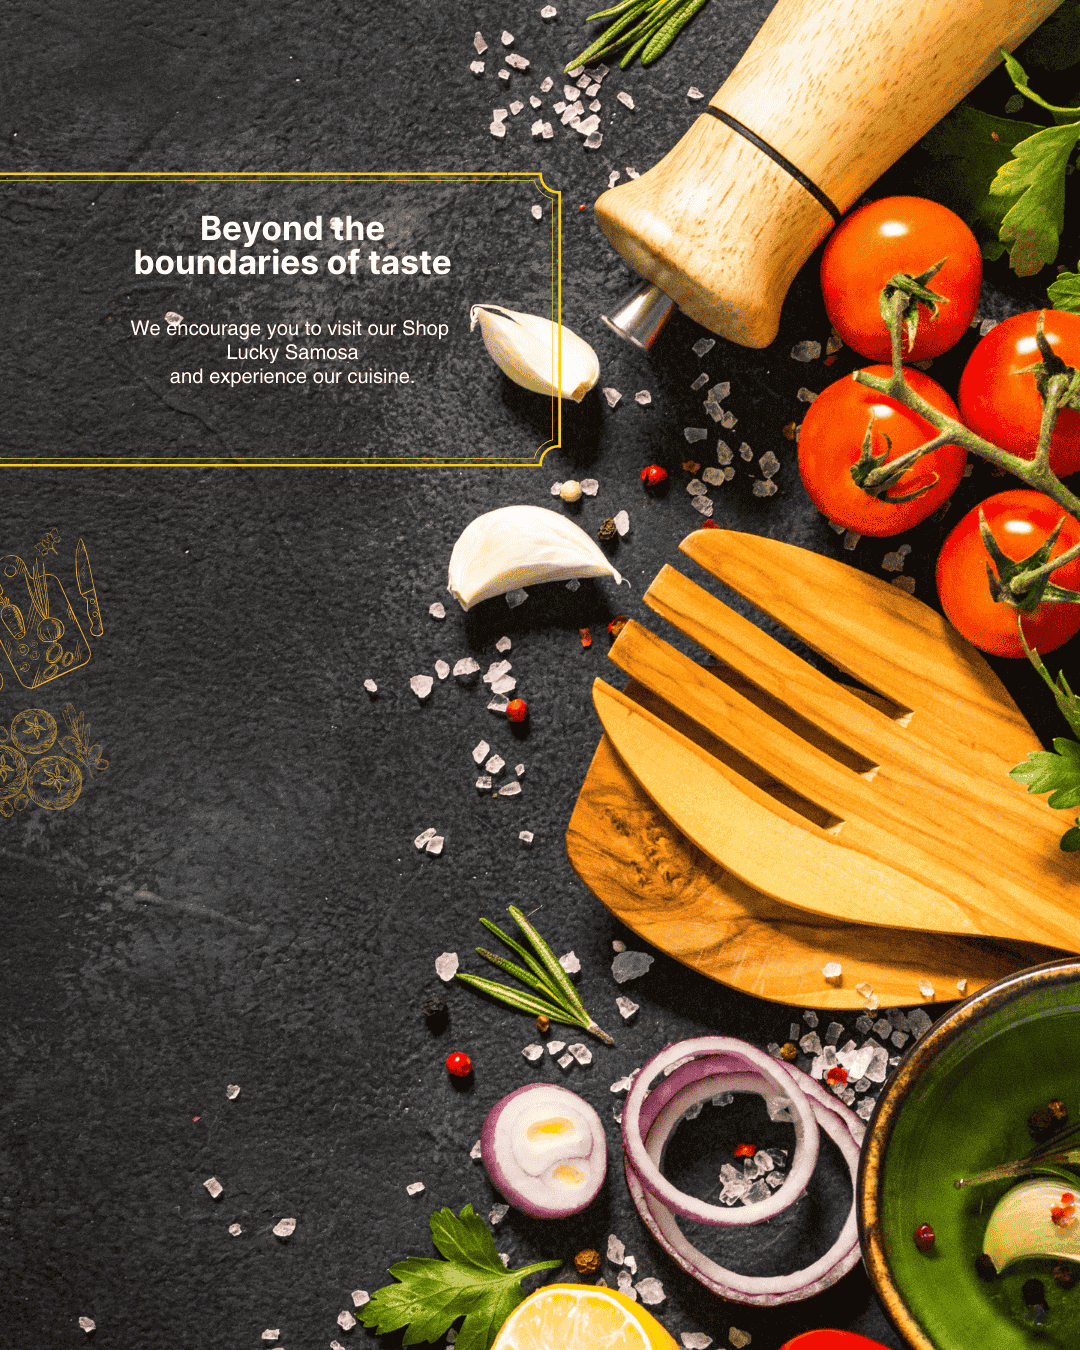 Beyond the
boundaries of taste
We encourage you to visit our Shop
Lucky Samosa
and experience our cuisine.